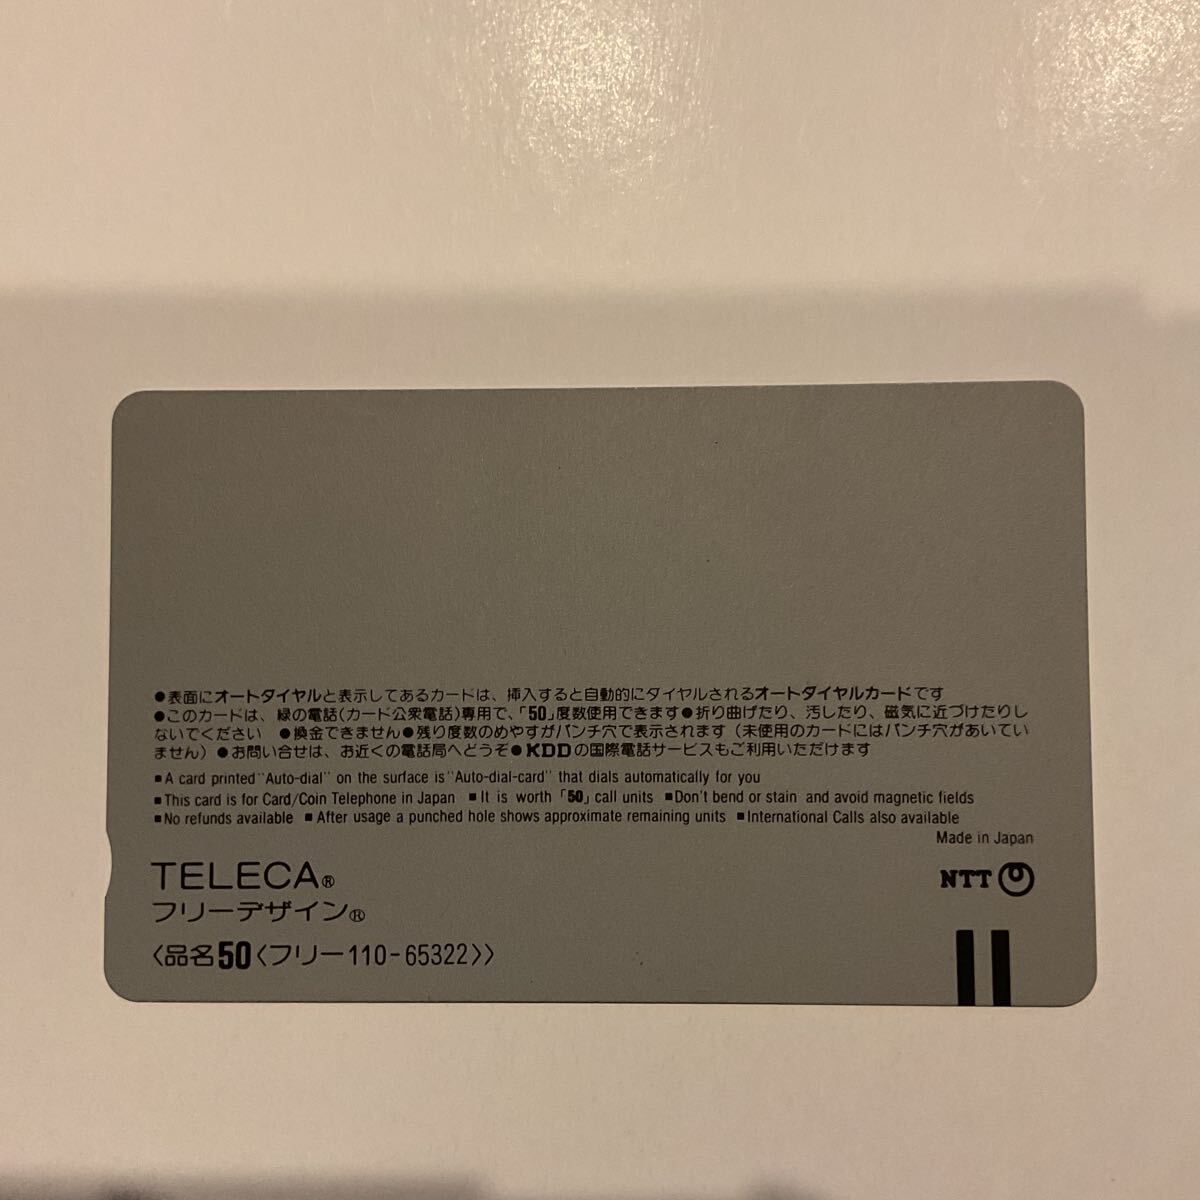 ●表面にオートダイヤルと表示してあるカードは、挿入すると自動的にダイヤルされるオートダイヤルカードです
●このカードは、緑の電話(カード公衆電話)専用で、「50」度数使用できます●折り曲げたり、汚したり、磁気に近づけたりし
ないでください ●換金できません●残り度数のめやすがパンチ穴で表示されます(未使用のカードにはパンチ穴があいてい
ません)●お問い合せは、お近くの電話局へどうぞ●KDDの国際電話サービスもご利用いただけます
■A card printed "Auto-dial" on the surface is "Auto-dial-card" that dials automatically for you
■This card is for Card/Coin Telephone in Japan ■It is worth「50」call units ■Don't bend or stain and avoid magnetic fields
■No refunds available ■After usage a punched hole shows approximate remaining units ■International Calls also available
Made in Japan
TELECA®
NTT
フリーデザイン®
〈品名50〈フリー110-65322〉〉